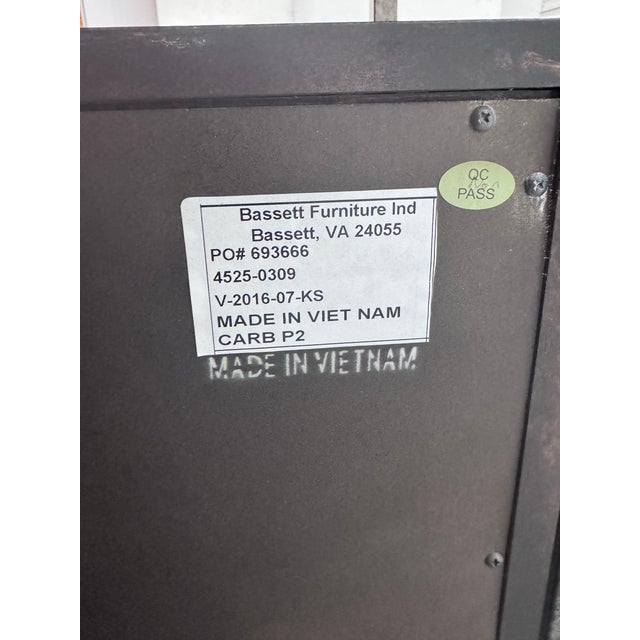 Bassett Furniture Ind
Bassett, VA 24055
PO# 693666
4525-0309
V-2016-07-KS
MADE IN VIET NAM
CARB P2
MADE IN VIETNAM
QC
PASS